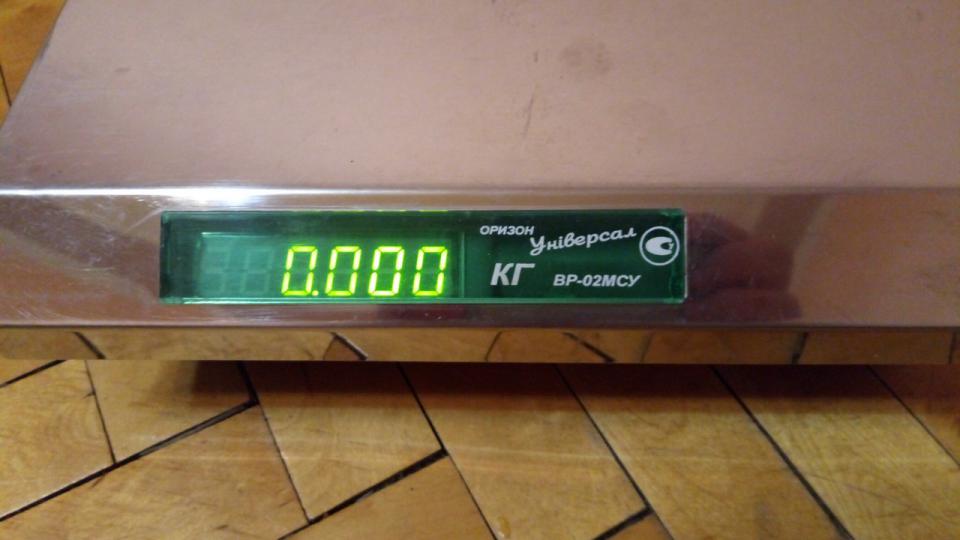 0.000
ОРИЗОН
Універсал
КГ
ВР-02МСУ